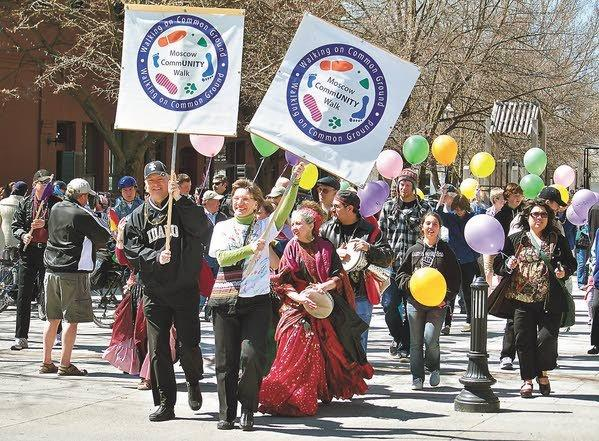 Walking on Common Ground
Moscow
CommUNITY
Walk
Walking on Common Ground
Walking on Common Ground
Moscow
CommUNITY
Walk
Walking on Common Ground
IDAHO